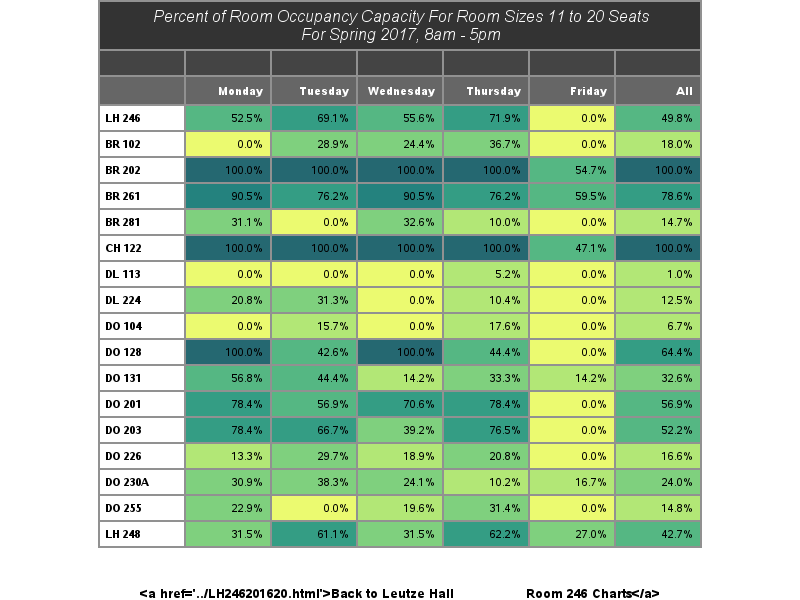 Percent of Room Occupancy Capacity For Room Sizes 11 to 20 Seats
For Spring 2017, 8am - 5pm
Monday Tuesday Wednesday Thursday Friday All
LH 246 52.5% 69.1% 55.6% 71.9% 0.0% 49.8%
BR 102 0.0% 28.9% 24.4% 36.7% 0.0% 18.0%
BR 202 100.0% 100.0% 100.0% 100.0% 54.7% 100.0%
BR 261 90.5% 76.2% 90.5% 76.2% 59.5% 78.6%
BR 281 31.1% 0.0% 32.6% 10.0% 0.0% 14.7%
CH 122 100.0% 100.0% 100.0% 100.0% 47.1% 100.0%
DL 113 0.0% 0.0% 0.0% 5.2% 0.0% 1.0%
DL 224 20.8% 31.3% 0.0% 10.4% 0.0% 12.5%
DO 104 0.0% 15.7% 0.0% 17.6% 0.0% 6.7%
DO 128 100.0% 42.6% 100.0% 44.4% 0.0% 64.4%
DO 131 56.8% 44.4% 14.2% 33.3% 14.2% 32.6%
DO 201 78.4% 56.9% 70.6% 78.4% 0.0% 56.9%
DO 203 78.4% 66.7% 39.2% 76.5% 0.0% 52.2%
DO 226 13.3% 29.7% 18.9% 20.8% 0.0% 16.6%
DO 230A 30.9% 38.3% 24.1% 10.2% 16.7% 24.0%
DO 255 22.9% 0.0% 19.6% 31.4% 0.0% 14.8%
LH 248 31.5% 61.1% 31.5% 62.2% 27.0% 42.7%
<a href='../LH246201620.html'>Back to Leutze Hall Room 246 Charts</a>